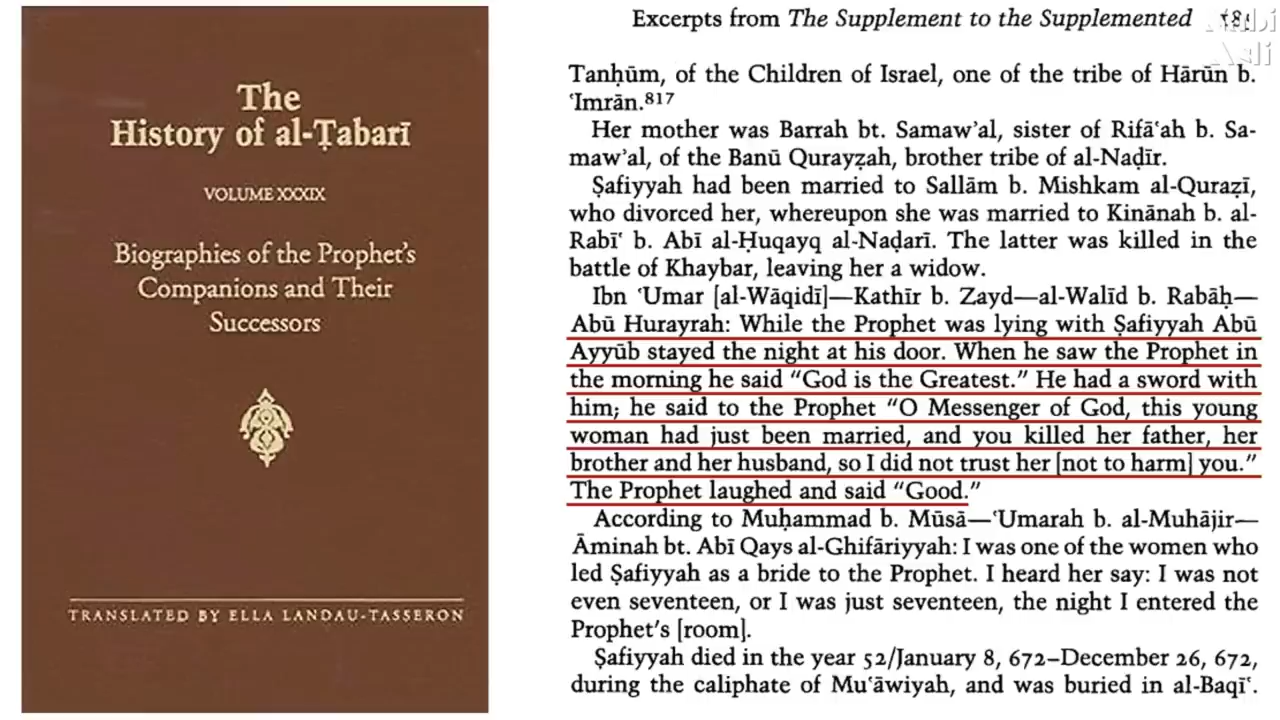 The
History of al-Ṭabarī
VOLUME XXXIX
Biographies of the Prophet's
Companions and Their
Successors
TRANSLATED BY ELLA LANDAU-TASSERON
Excerpts from The Supplement to the Supplemented
Tanḥūm, of the Children of Israel, one of the tribe of Hārūn b.
ʿImrān.⁸¹⁷
Her mother was Barrah bt. Samaw'al, sister of Rifāʿah b. Sa-
maw'al, of the Banū Qurayẓah, brother tribe of al-Naḍīr.
Ṣafiyyah had been married to Sallām b. Mishkam al-Quraẓī,
who divorced her, whereupon she was married to Kinānah b. al-
Rabīʿ b. Abī al-Ḥuqayq al-Naḍarī. The latter was killed in the
battle of Khaybar, leaving her a widow.
Ibn ʿUmar [al-Wāqidī]—Kathīr b. Zayd—al-Walīd b. Rabāḥ—
Abū Hurayrah: While the Prophet was lying with Ṣafiyyah Abū
Ayyūb stayed the night at his door. When he saw the Prophet in
the morning he said "God is the Greatest." He had a sword with
him; he said to the Prophet "O Messenger of God, this young
woman had just been married, and you killed her father, her
brother and her husband, so I did not trust her [not to harm] you."
The Prophet laughed and said "Good."
According to Muḥammad b. Mūsā—ʿUmarah b. al-Muhājir—
Āminah bt. Abī Qays al-Ghifāriyyah: I was one of the women who
led Ṣafiyyah as a bride to the Prophet. I heard her say: I was not
even seventeen, or I was just seventeen, the night I entered the
Prophet's [room].
Ṣafiyyah died in the year 52/January 8, 672–December 26, 672,
during the caliphate of Muʿāwiyah, and was buried in al-Baqīʿ.